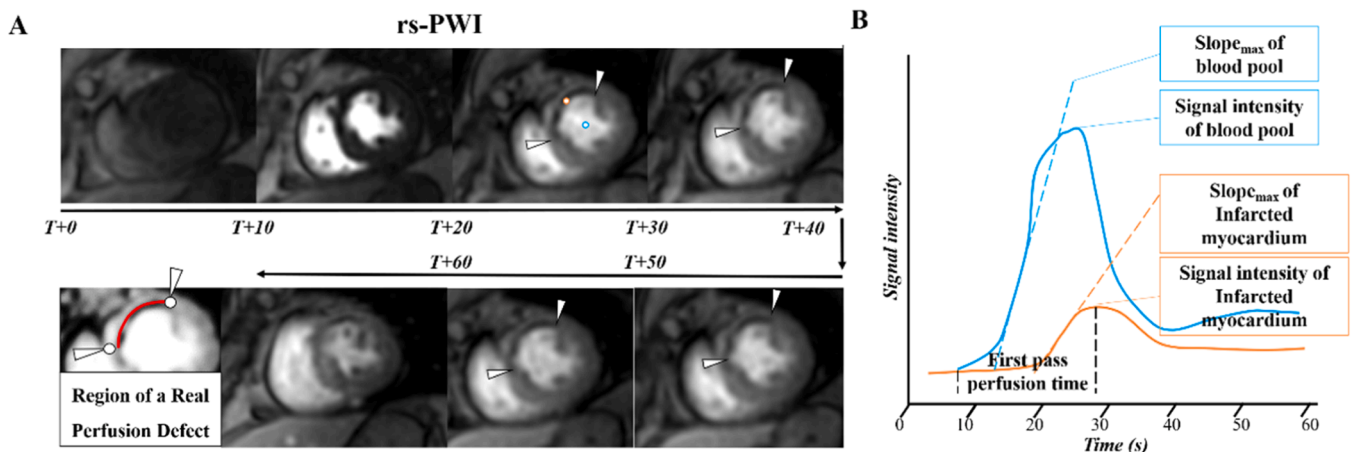 A
rs-PWI
T+0
T+10
T+20
T+30
T+40
T+60
T+50
Region of a Real
Perfusion Defect
B
Signal intensity
Slopemax of
blood pool
Signal intensity
of blood pool
Slopemax of
Infarcted
myocardium
Signal intensity of
Infarcted
myocardium
First pass
perfusion time
0
10
20
30
40
50
60
Time (s)